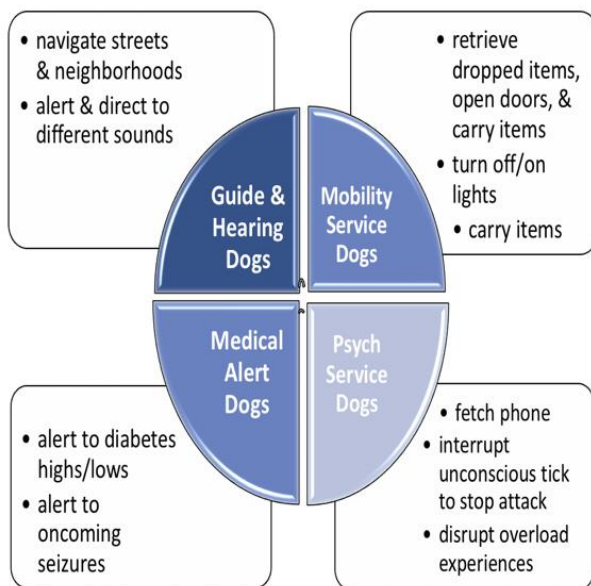 • navigate streets
& neighborhoods
• alert & direct to
different sounds
• retrieve
dropped items,
open doors, &
carry items
• turn off/on
lights
• carry items
Guide &
Hearing
Dogs
Mobility
Service
Dogs
Medical
Alert
Dogs
Psych
Service
Dogs
• alert to diabetes
highs/lows
• alert to
oncoming
seizures
• fetch phone
• interrupt
unconscious tick
to stop attack
• disrupt overload
experiences